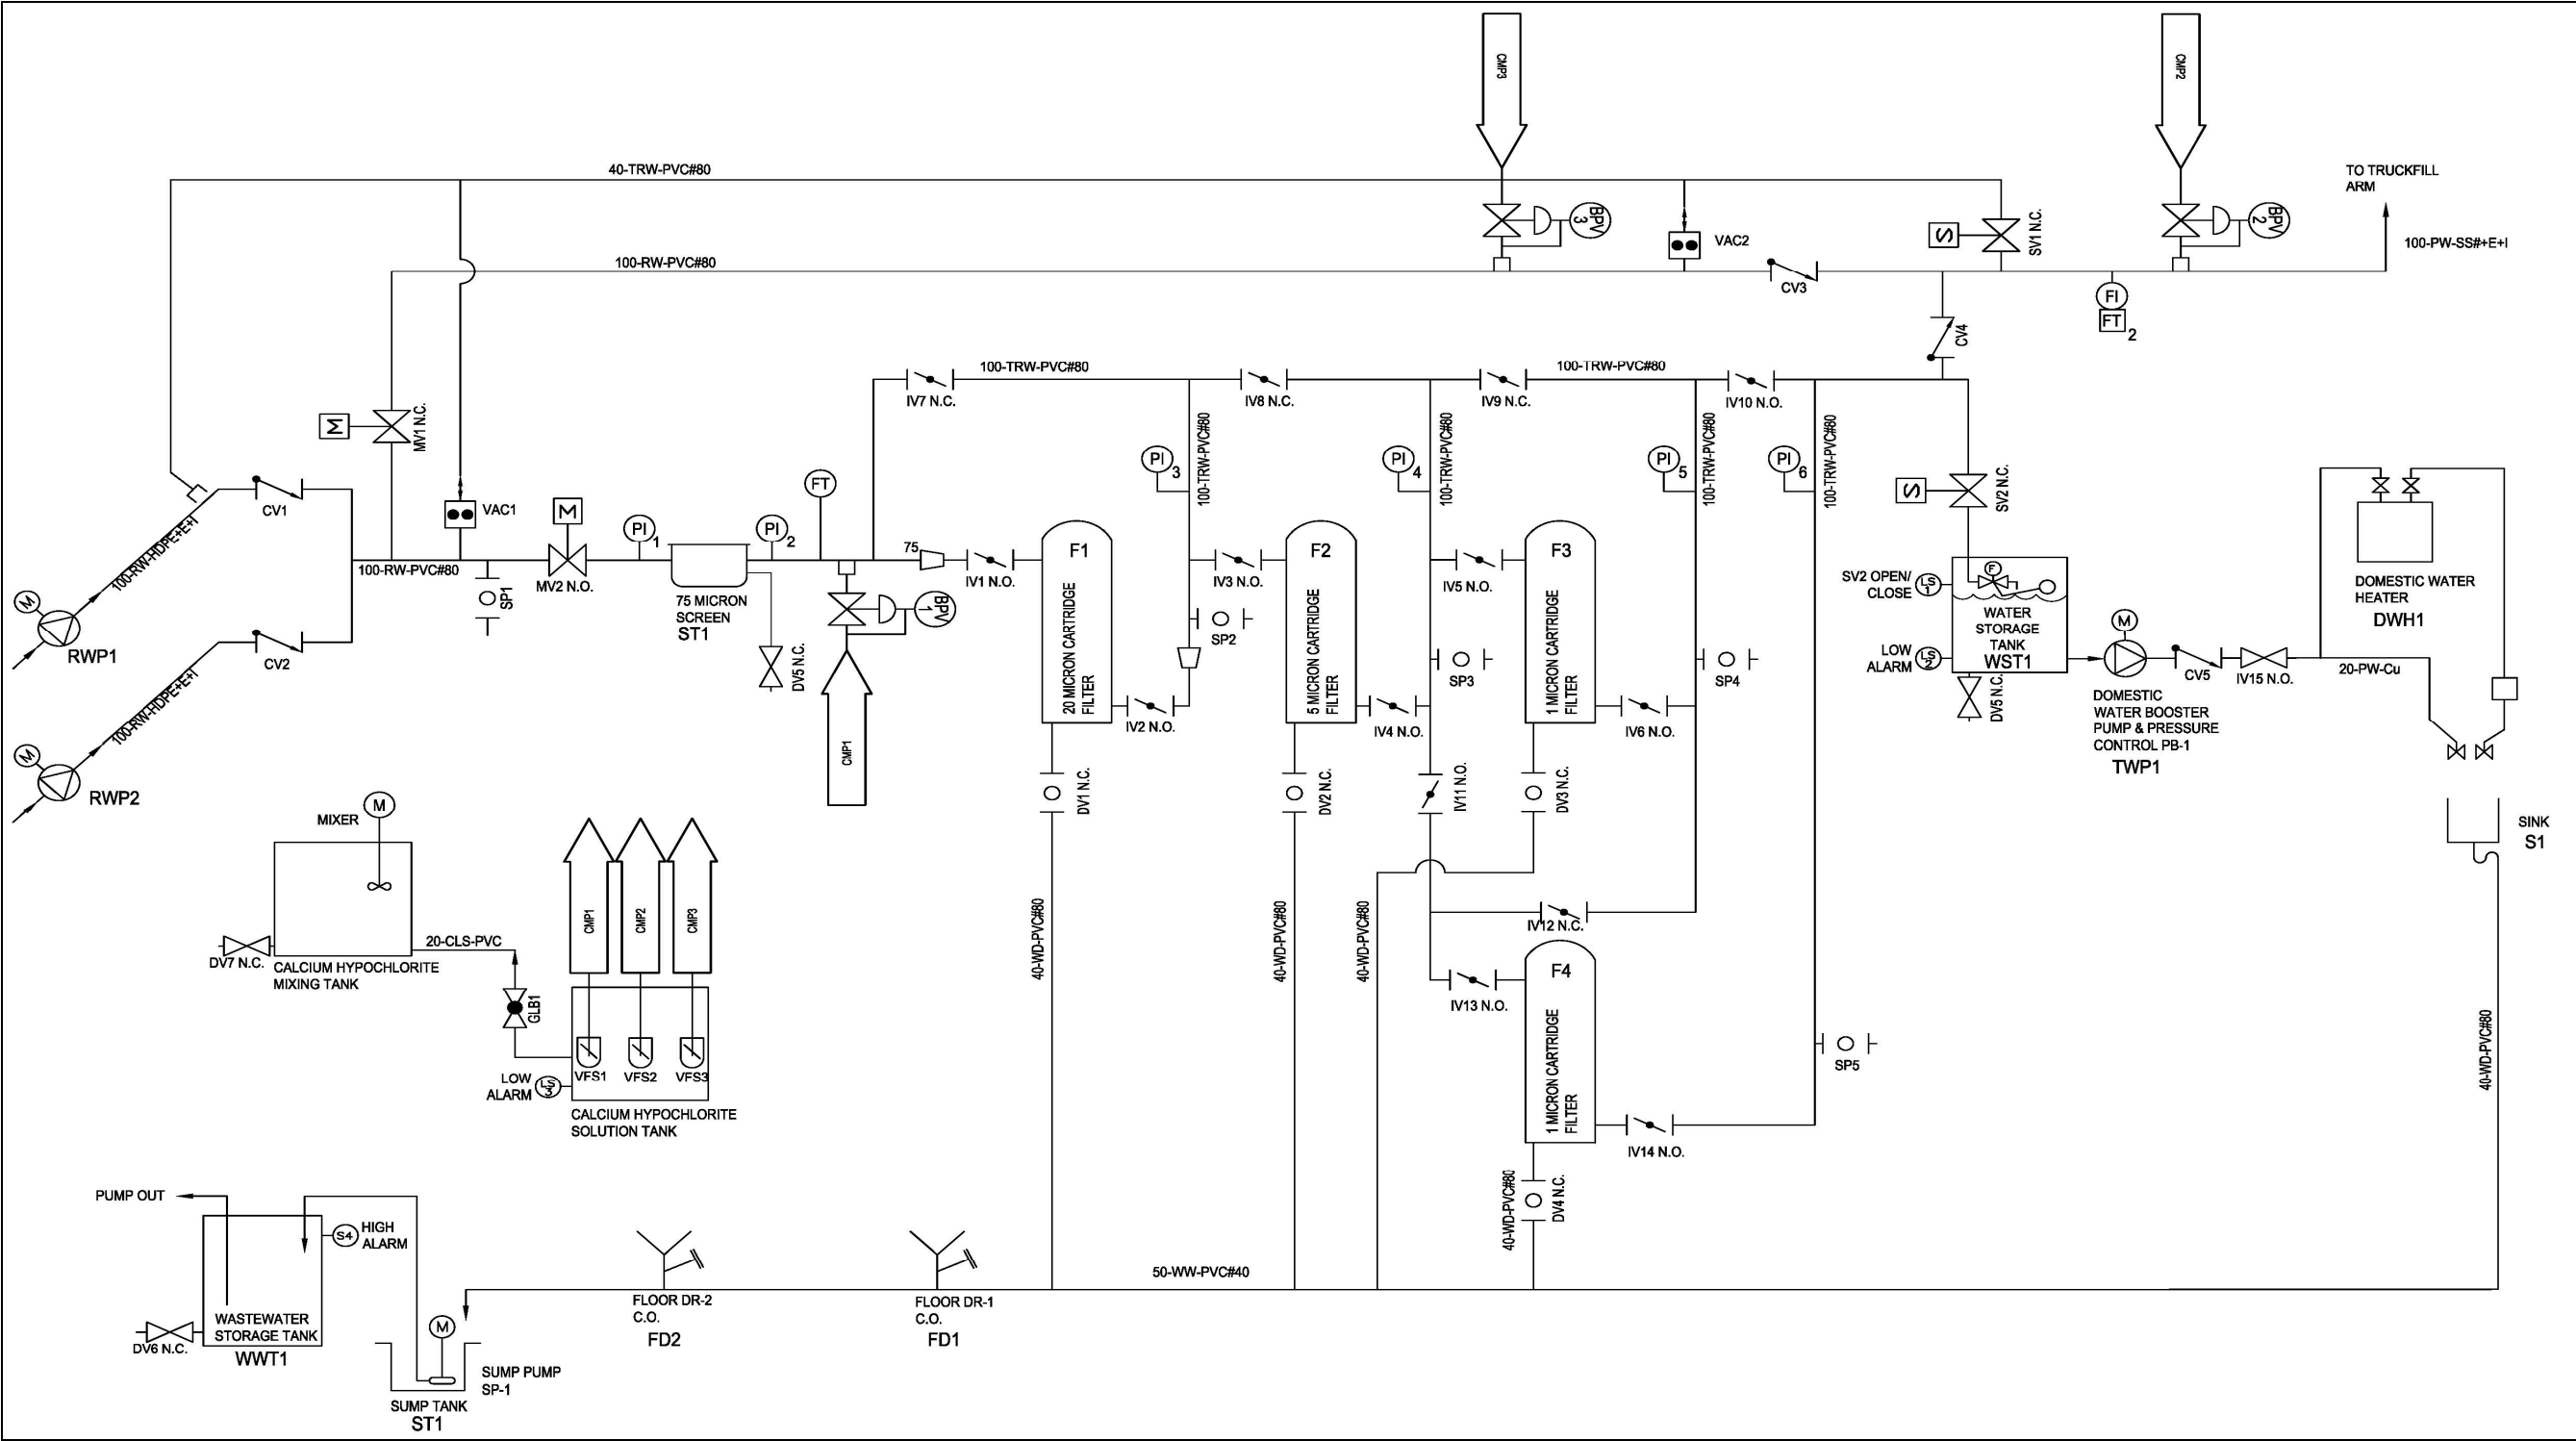 CMP3
CMP2
40-TRW-PVC#80
TO TRUCKFILL
ARM
BPV
3
VAC2
S
SV1 N.C.
BPV
2
100-PW-SS#+E+I
100-RW-PVC#80
CV3
FI
FT
2
CV4
100-TRW-PVC#80
100-TRW-PVC#80
IV7 N.C.
IV8 N.C.
IV9 N.C.
IV10 N.O.
M
MV1 N.C.
PI
3
100-TRW-PVC#80
PI
4
100-TRW-PVC#80
PI
5
100-TRW-PVC#80
PI
6
100-TRW-PVC#80
S
SV2 N.C.
CV1
VAC1
M
FT
PI
1
PI
2
100-RW-HDPE+E+I
100-RW-PVC#80
SP1
MV2 N.O.
75
IV1 N.O.
F1
IV3 N.O.
F2
IV5 N.O.
F3
75 MICRON
SCREEN
ST1
BPV
1
20 MICRON CARTRIDGE
FILTER
SP2
5 MICRON CARTRIDGE
FILTER
SP3
1 MICRON CARTRIDGE
FILTER
SP4
SV2 OPEN/
CLOSE
LS
1
F
WATER
STORAGE
TANK
WST1
LOW
ALARM
LS
2
M
CV5
IV15 N.O.
20-PW-Cu
DOMESTIC WATER
HEATER
DWH1
M
RWP1
CV2
DV5 N.C.
IV2 N.O.
IV4 N.O.
IV6 N.O.
DV5 N.C.
DOMESTIC
WATER BOOSTER
PUMP & PRESSURE
CONTROL PB-1
TWP1
100-RW-HDPE+E+I
M
RWP2
CMP1
DV1 N.C.
DV2 N.C.
IV11 N.O.
DV3 N.C.
SINK
S1
MIXER
M
CMP1
CMP2
CMP3
40-WD-PVC#80
40-WD-PVC#80
40-WD-PVC#80
IV12 N.C.
20-CLS-PVC
DV7 N.C.
CALCIUM HYPOCHLORITE
MIXING TANK
GLB1
F4
IV13 N.O.
1 MICRON CARTRIDGE
FILTER
SP5
40-WD-PVC#80
VFS1
VFS2
VFS3
LOW
ALARM
LS
3
CALCIUM HYPOCHLORITE
SOLUTION TANK
IV14 N.O.
40-WD-PVC#80
DV4 N.C.
PUMP OUT
S4
HIGH
ALARM
50-WW-PVC#40
WASTEWATER
STORAGE TANK
WWT1
DV6 N.C.
M
FLOOR DR-2
C.O.
FD2
FLOOR DR-1
C.O.
FD1
SUMP PUMP
SP-1
SUMP TANK
ST1